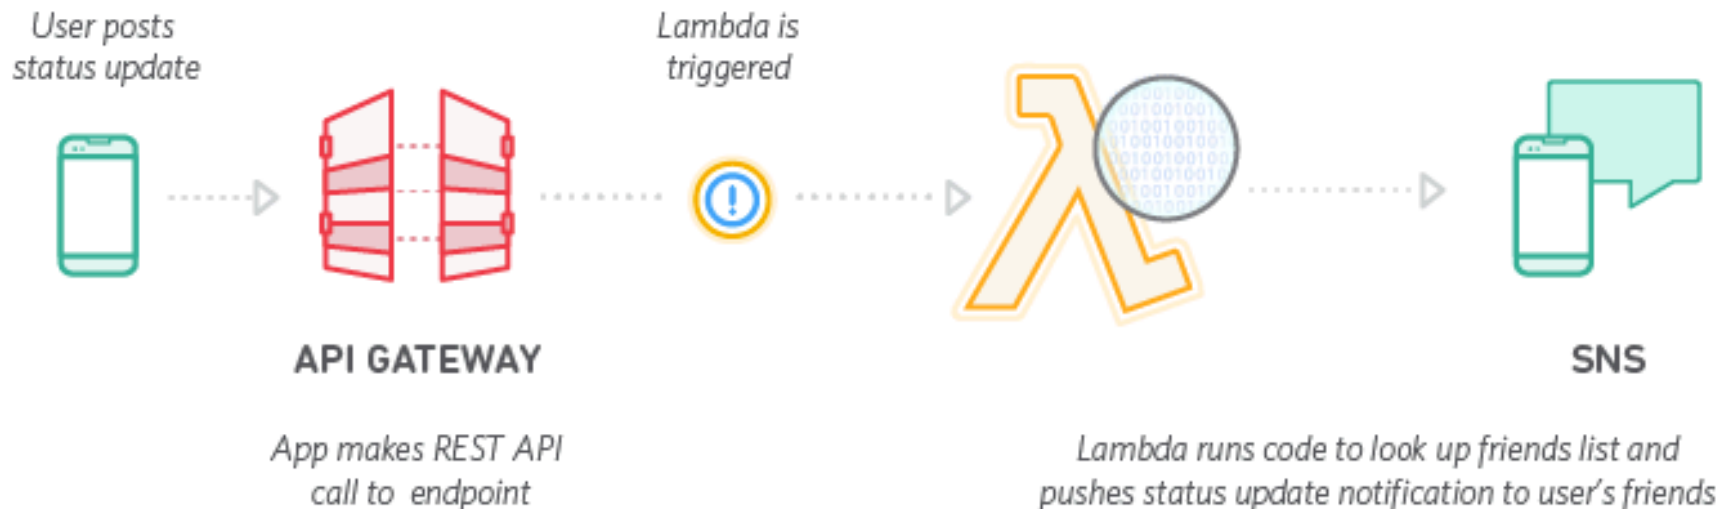 User posts
status update
Lambda is
triggered
API GATEWAY
SNS
App makes REST API
call to endpoint
Lambda runs code to look up friends list and
pushes status update notification to user's friends